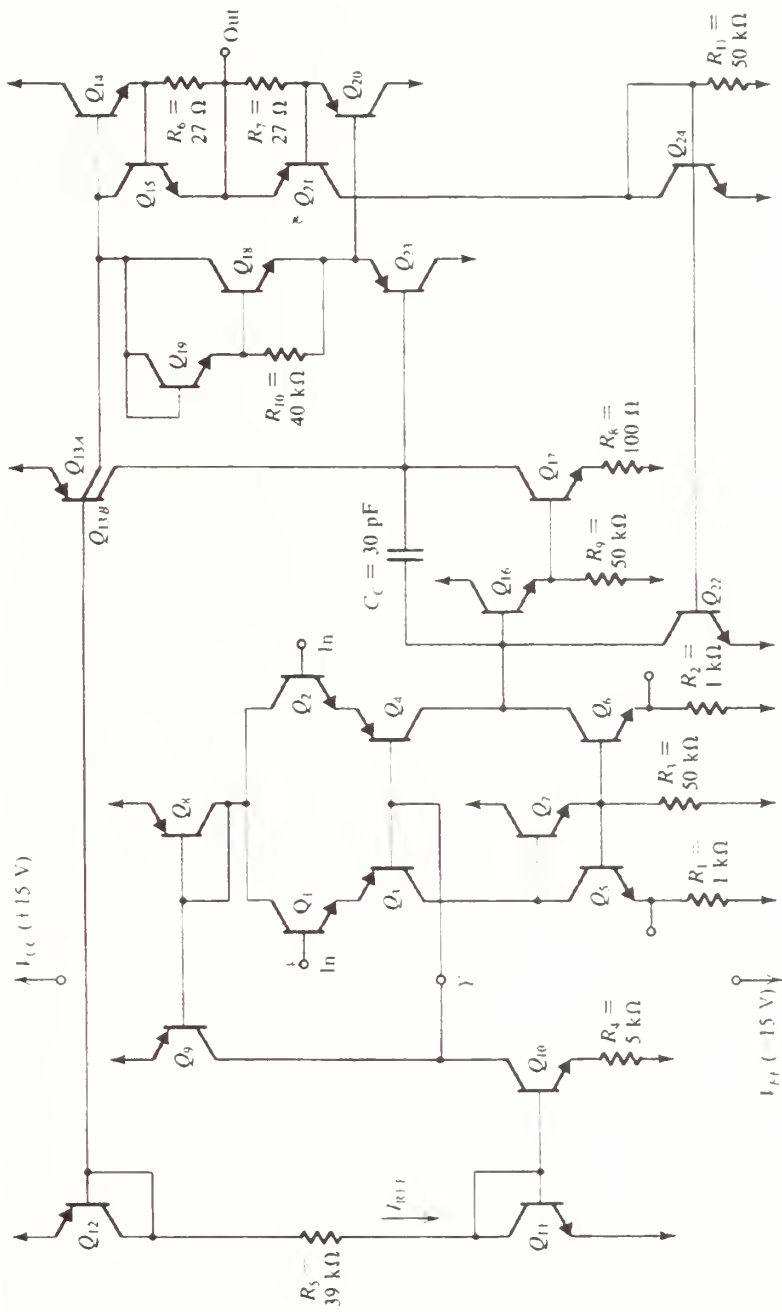 V_CC (+15 V)
Q12
Q13A
Q13B
Q14
Q9
Q8
Q19
Q18
Q15
R6 =
27 Ω
Out
R10 =
40 kΩ
R7 =
27 Ω
Q21
Q20
Q1
Q2
In
In
Q23
R5 =
39 kΩ
Q3
Q4
C_C = 30 pF
I_REF
Y
Q16
Q17
R9 =
50 kΩ
R8 =
100 Ω
Q7
Q10
Q11
Q5
Q6
Q22
Q24
R4 =
5 kΩ
R1 =
1 kΩ
R3 =
50 kΩ
R2 =
1 kΩ
R11 =
50 kΩ
V_EE (−15 V)